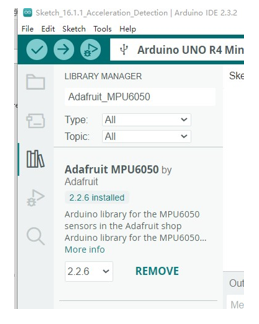 Sketch_16.1.1_Acceleration_Detection | Arduino IDE 2.3.2
File Edit Sketch Tools Help
Arduino UNO R4 Min
LIBRARY MANAGER
Ske
Adafruit_MPU6050
Type: All
Topic: All
Adafruit MPU6050 by
Adafruit
2.2.6 installed
Arduino library for the MPU6050
sensors in the Adafruit shop
Arduino library for the MPU6050...
More info
2.2.6 REMOVE
Out
Me